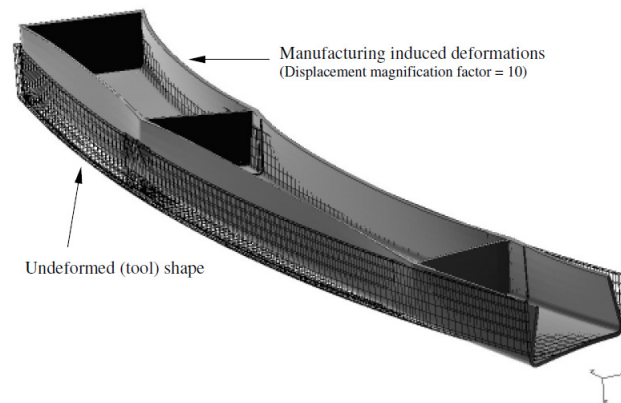 Manufacturing induced deformations
(Displacement magnification factor = 10)
Undeformed (tool) shape